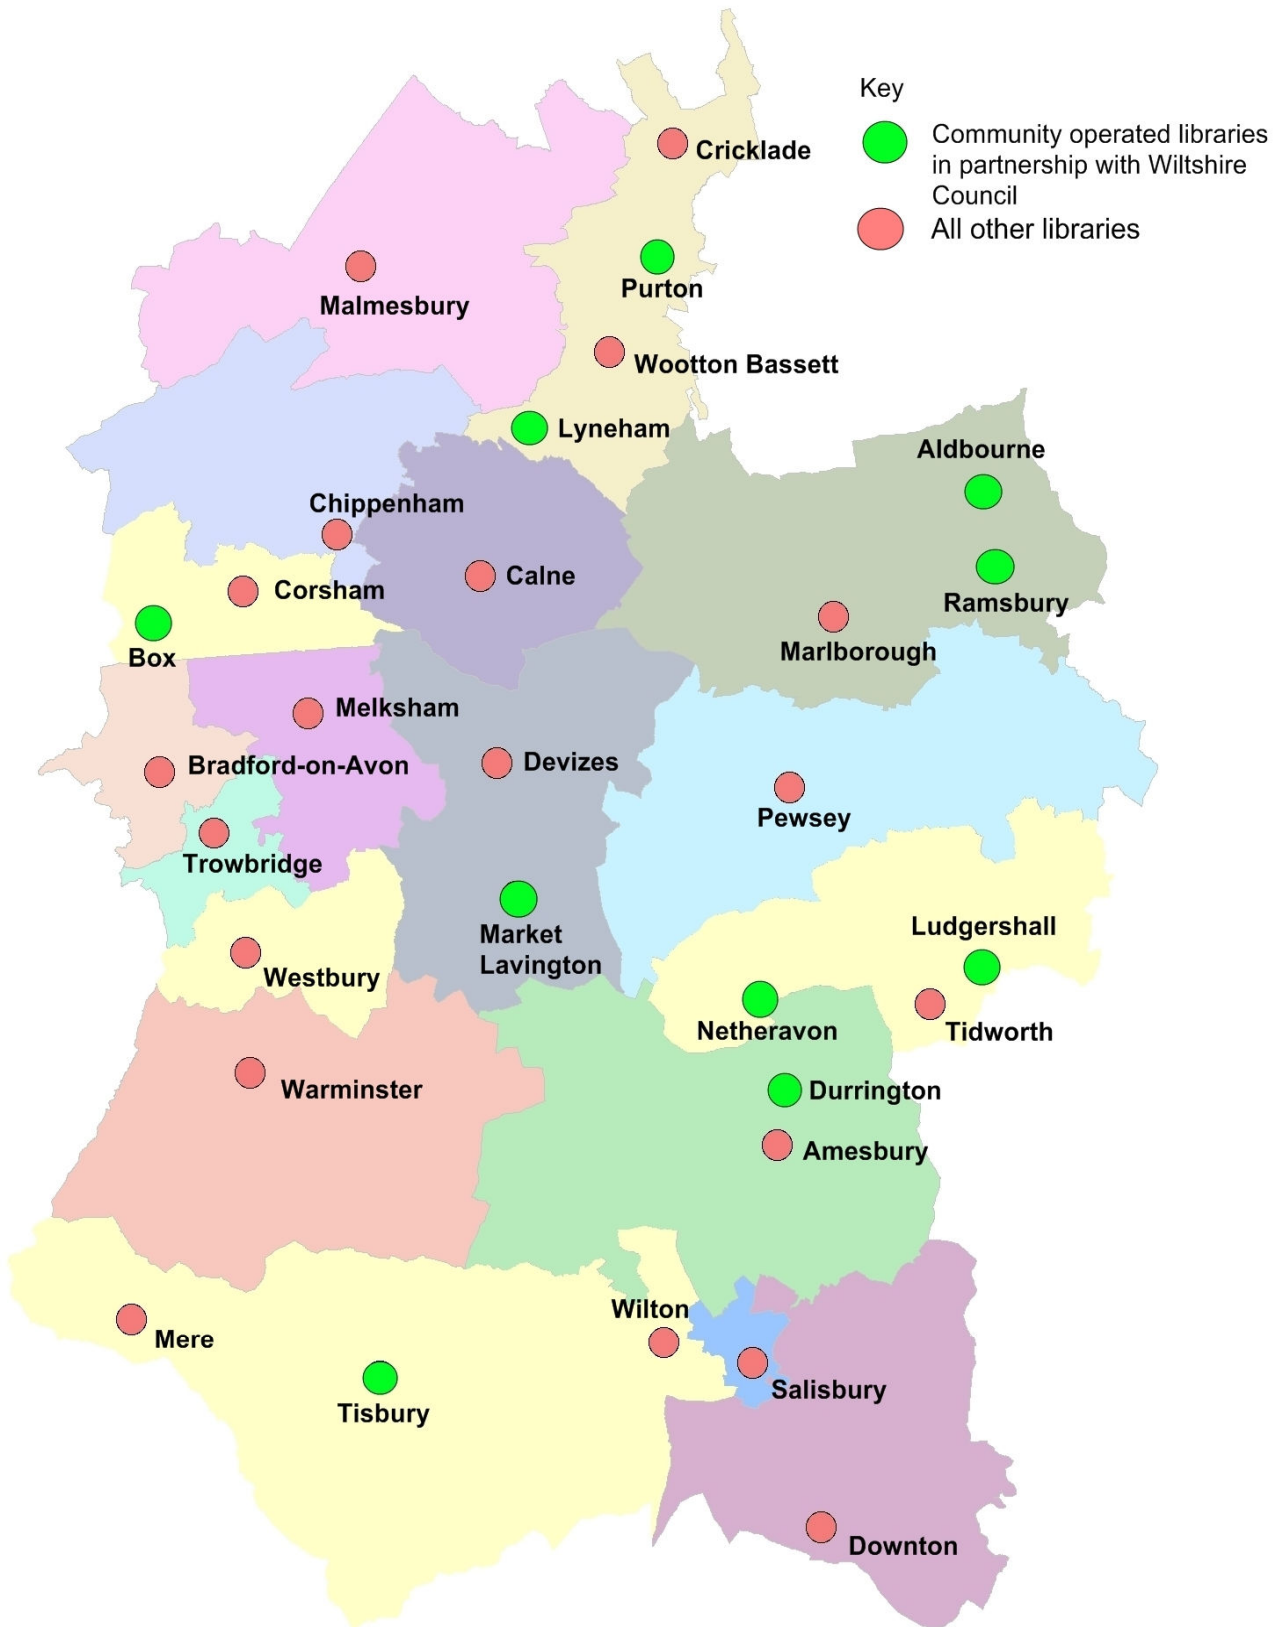 Key
Community operated libraries
in partnership with Wiltshire
Council
All other libraries
Cricklade
Purton
Malmesbury
Wootton Bassett
Lyneham
Aldbourne
Chippenham
Calne
Corsham
Ramsbury
Box
Marlborough
Melksham
Bradford-on-Avon
Devizes
Pewsey
Trowbridge
Ludgershall
Market
Lavington
Westbury
Netheravon
Tidworth
Warminster
Durrington
Amesbury
Wilton
Mere
Salisbury
Tisbury
Downton